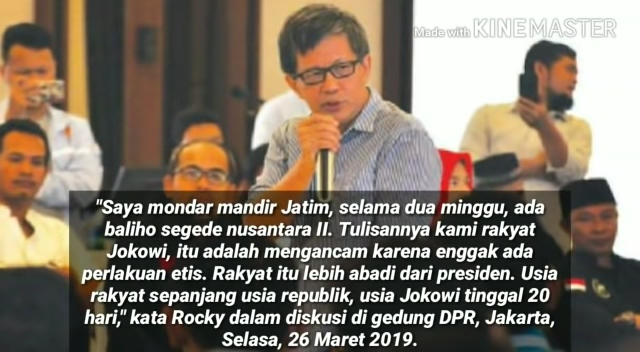 Made with KINEMASTER
"Saya mondar mandir Jatim, selama dua minggu, ada
baliho segede nusantara II. Tulisannya kami rakyat
Jokowi, itu adalah mengancam karena enggak ada
perlakuan etis. Rakyat itu lebih abadi dari presiden. Usia
rakyat sepanjang usia republik, usia Jokowi tinggal 20
hari," kata Rocky dalam diskusi di gedung DPR, Jakarta,
Selasa, 26 Maret 2019.